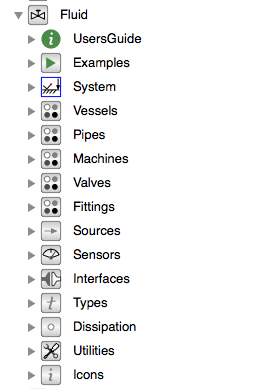 Fluid
UsersGuide
Examples
System
Vessels
Pipes
Machines
Valves
Fittings
Sources
Sensors
Interfaces
Types
Dissipation
Utilities
Icons